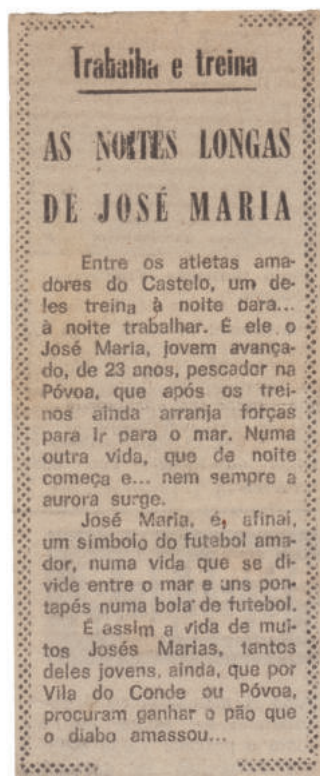 Trabaiha e treina
AS NOITES LONGAS
DE JOSÉ MARIA
Entre os atletas ama-
dores do Castelo, um de-
les treina à noite para...
à noite trabalhar. É ele o
José Maria, jovem avança-
do, de 23 anos, pescador na
Póvoa, que após os trei-
nos ainda arranja forças
para ir para o mar. Numa
outra vida, que de noite
começa e... nem sempre a
aurora surge.
José Maria, é, afinai,
um símbolo do futebol ama-
dor, numa vida que se di-
vide entre o mar e uns pon-
tapés numa bola de futebol.
É assim a vida de mui-
tos Josés Marias, tantos
deles jovens, ainda, que por
Vila do Conde ou Póvoa,
procuram ganhar o pão que
o diabo amassou...